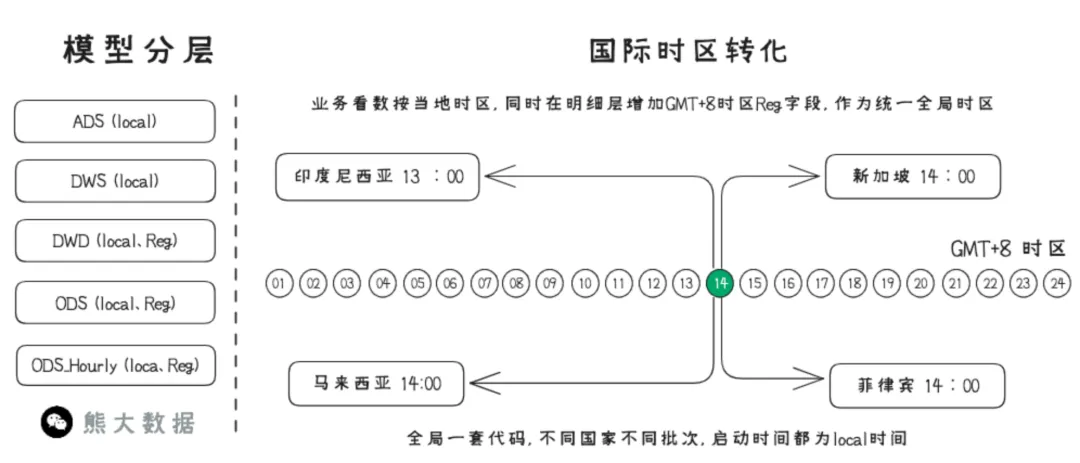 模型分层
国际时区转化
业务看数按当地时区,同时在明细层增加GMT+8时区Reg字段,作为统一全局时区
ADS (local)
DWS (local)
DWD (local、Reg)
ODS (local、Reg)
ODS_Hourly (loca、Reg)
熊大数据
印度尼西亚 13 :00
新加坡 14:00
GMT+8 时区
01 02 03 04 05 06 07 08 09 10 11 12 13 14 15 16 17 18 19 20 21 22 23 24
马来西亚 14:00
菲律宾 14:00
全局一套代码,不同国家不同批次,启动时间都为local时间